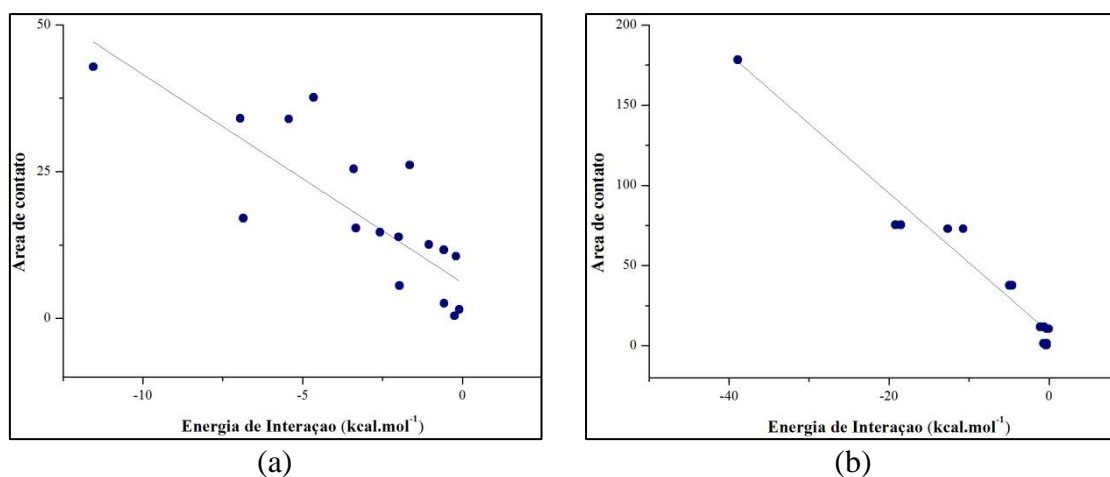 50
25
0
-10
-5
0
Area de contato
Energia de Interaçao (kcal.mol⁻¹)
(a)
200
150
100
50
0
-40
-20
0
Area de contato
Energia de Interaçao (kcal.mol⁻¹)
(b)